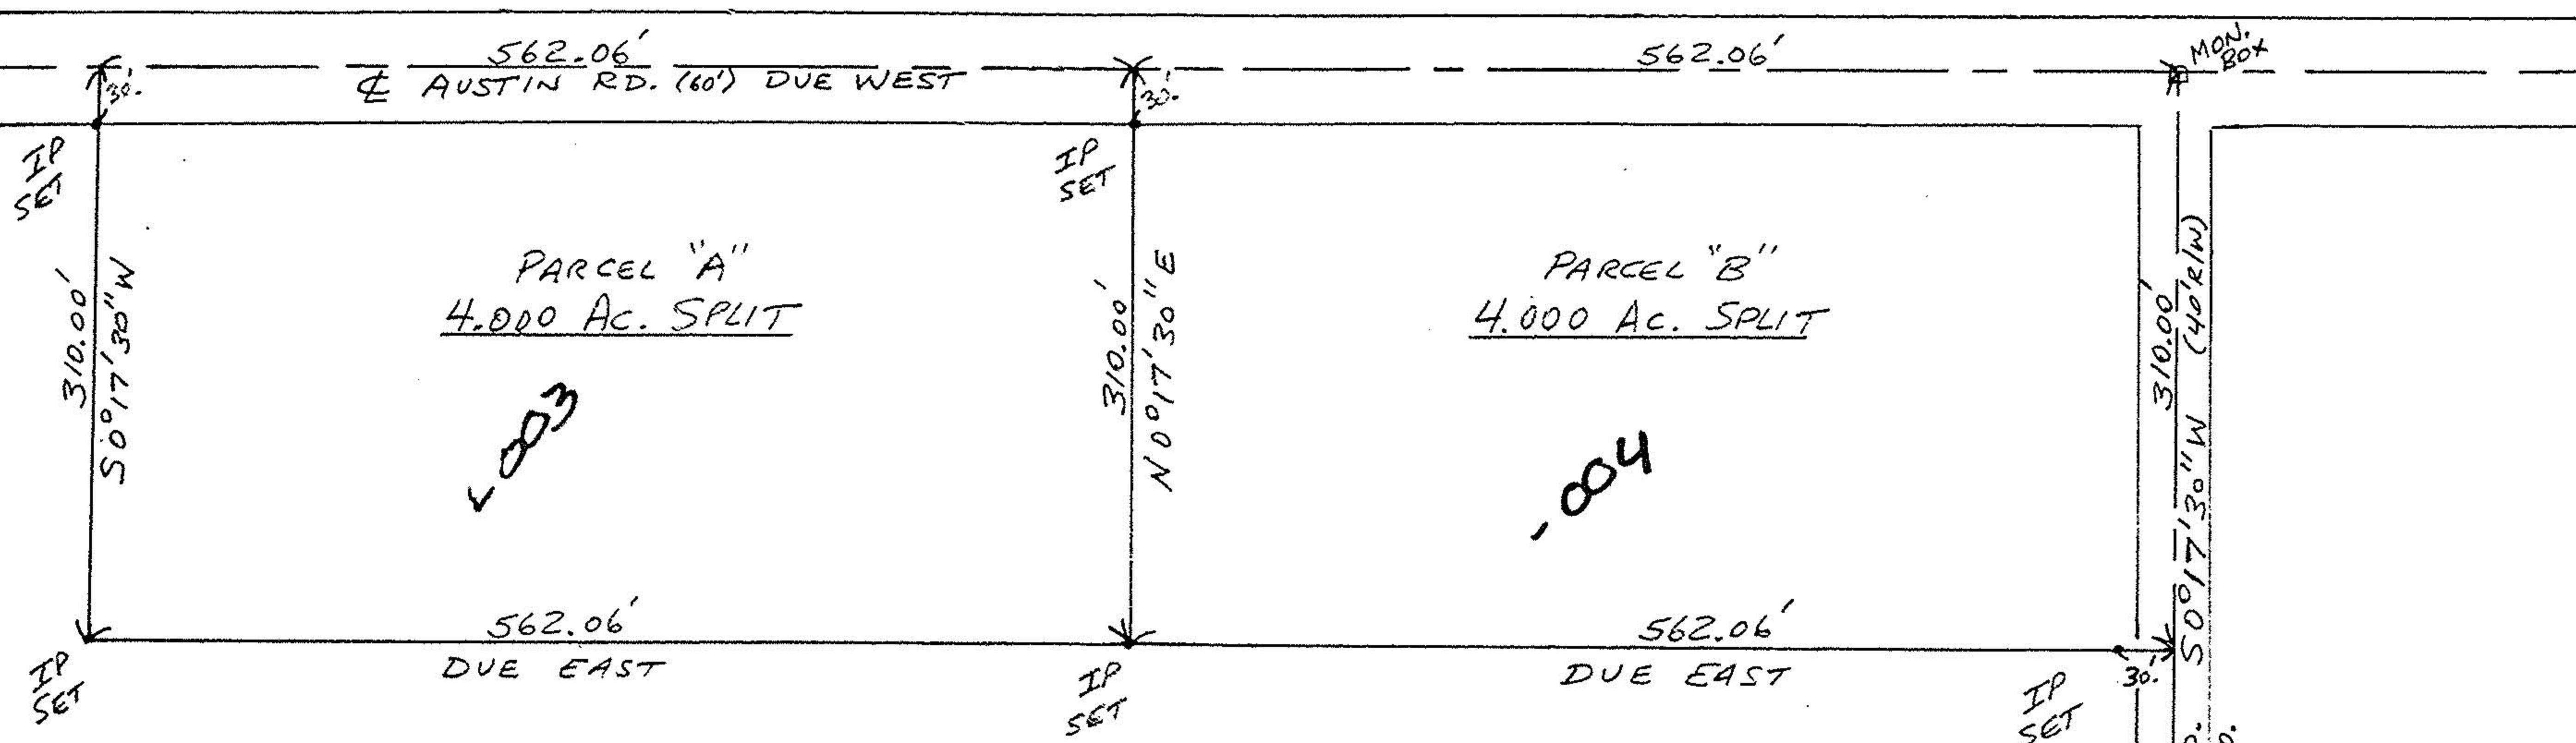 562.06'
562.06'
MON.
BOX
℄ AUSTIN RD. (60') DUE WEST
30'.
30'.
IP
SET
IP
SET
PARCEL "A"
4.000 AC. SPLIT
PARCEL "B"
4.000 AC. SPLIT
310.00'
S0°17'30"W
310.00'
N0°17'30"E
310.00'
S0°17'30"W (40'R/W)
-003
-004
562.06'
DUE EAST
562.06'
DUE EAST
30'.
IP
SET
IP
SET
IP
SET